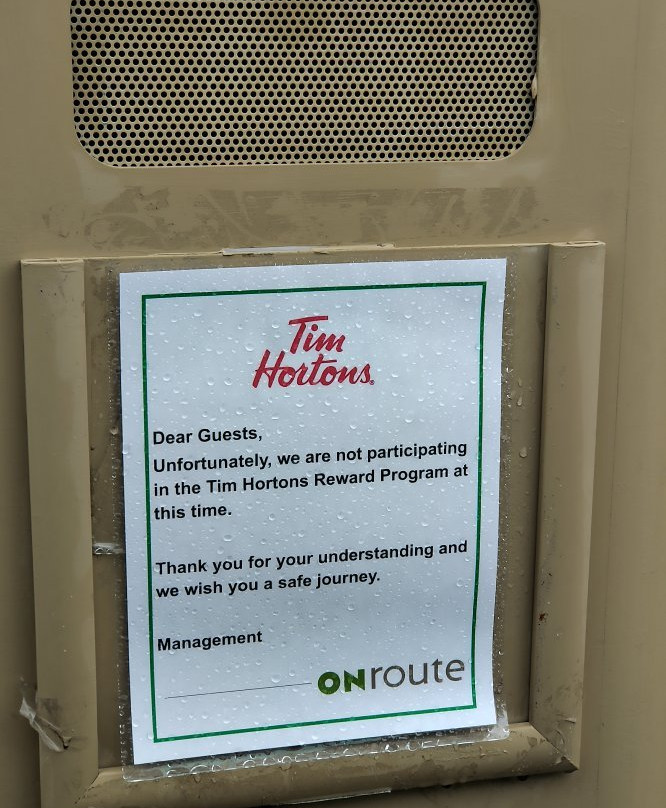 Tim
Hortons®
Dear Guests,
Unfortunately, we are not participating
in the Tim Hortons Reward Program at
this time.
Thank you for your understanding and
we wish you a safe journey.
Management
ONroute